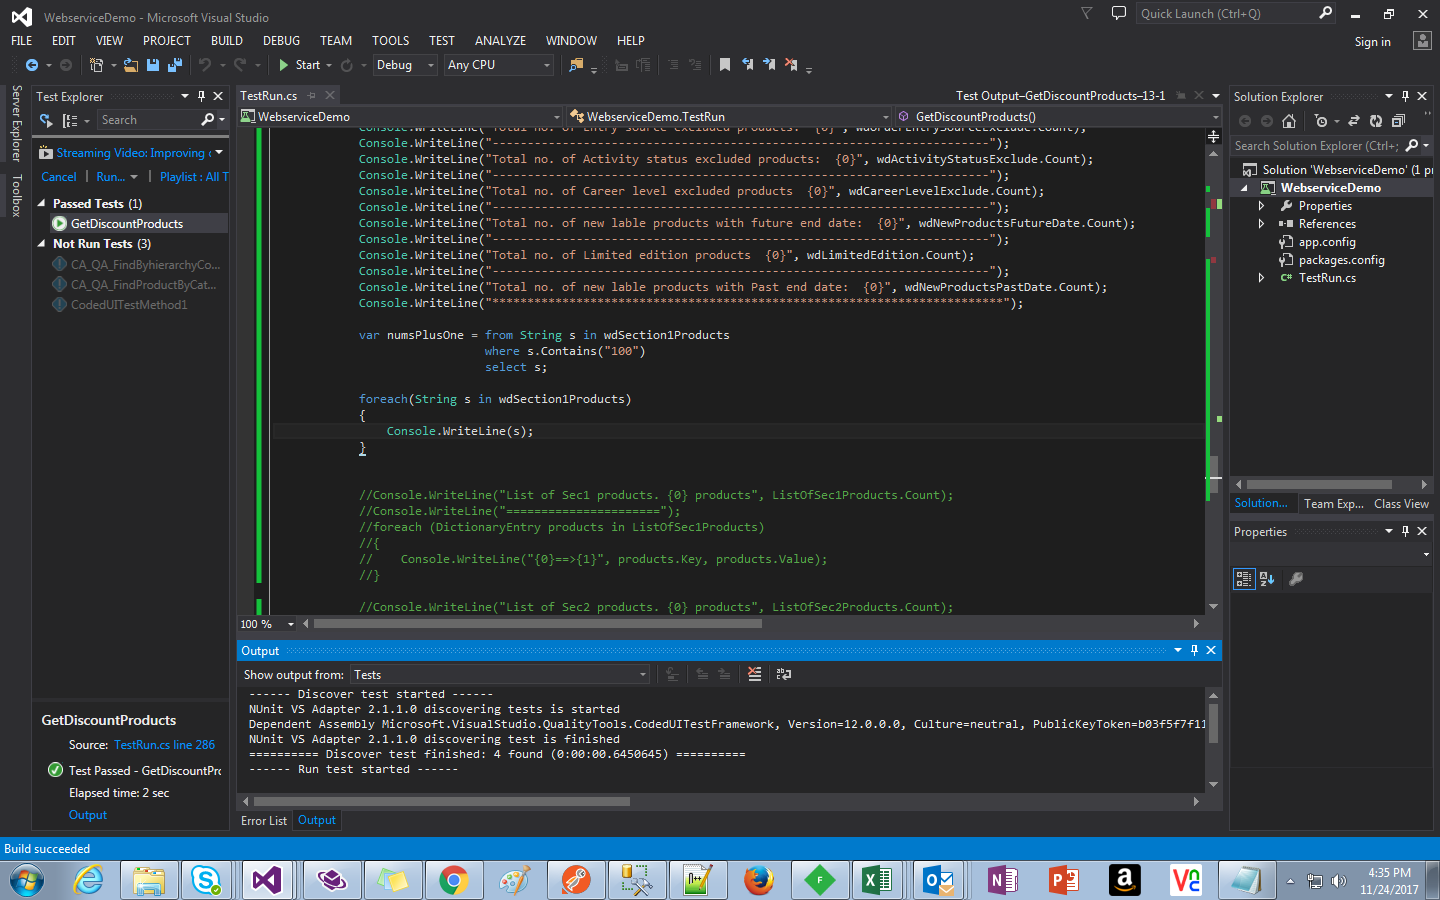 WebserviceDemo - Microsoft Visual Studio
Quick Launch (Ctrl+Q)
FILE EDIT VIEW PROJECT BUILD DEBUG TEAM TOOLS TEST ANALYZE WINDOW HELP
Sign in
Start Debug Any CPU
Server Explorer
Toolbox
Test Explorer
Search
Streaming Video: Improving
Cancel | Run... | Playlist : All T
Passed Tests (1)
GetDiscountProducts
Not Run Tests (3)
CA_QA_FindByhierarchyCo...
CA_QA_FindProductByCat...
CodedUITestMethod1
GetDiscountProducts
Source: TestRun.cs line 286
Test Passed - GetDiscountPro
Elapsed time: 2 sec
Output
TestRun.cs
Test Output–GetDiscountProducts–13-1
WebserviceDemo
WebserviceDemo.TestRun
GetDiscountProducts()
Console.WriteLine("Total no. of Entry source excluded products: {0}", wdOrderEntrySourceExclude.Count);
Console.WriteLine("-----------------------------------------------------------------------");
Console.WriteLine("Total no. of Activity status excluded products:  {0}", wdActivityStatusExclude.Count);
Console.WriteLine("-----------------------------------------------------------------------");
Console.WriteLine("Total no. of Career level excluded products  {0}", wdCareerLevelExclude.Count);
Console.WriteLine("-----------------------------------------------------------------------");
Console.WriteLine("Total no. of new lable products with future end date:  {0}", wdNewProductsFutureDate.Count);
Console.WriteLine("-----------------------------------------------------------------------");
Console.WriteLine("Total no. of Limited edition products  {0}", wdLimitedEdition.Count);
Console.WriteLine("-----------------------------------------------------------------------");
Console.WriteLine("Total no. of new lable products with Past end date:  {0}", wdNewProductsPastDate.Count);
Console.WriteLine("*************************************************************************");
var numsPlusOne = from String s in wdSection1Products
where s.Contains("100")
select s;
foreach(String s in wdSection1Products)
{
Console.WriteLine(s);
}
//Console.WriteLine("List of Sec1 products. {0} products", ListOfSec1Products.Count);
//Console.WriteLine("======================");
//foreach (DictionaryEntry products in ListOfSec1Products)
//{
//    Console.WriteLine("{0}==>{1}", products.Key, products.Value);
//}
//Console.WriteLine("List of Sec2 products. {0} products", ListOfSec2Products.Count);
100 %
Output
Show output from: Tests
------ Discover test started ------
NUnit VS Adapter 2.1.1.0 discovering tests is started
Dependent Assembly Microsoft.VisualStudio.QualityTools.CodedUITestFramework, Version=12.0.0.0, Culture=neutral, PublicKeyToken=b03f5f7f11
NUnit VS Adapter 2.1.1.0 discovering test is finished
========== Discover test finished: 4 found (0:00:00.6450645) ==========
------ Run test started ------
Error List Output
Solution Explorer
Search Solution Explorer (Ctrl+;
Solution 'WebserviceDemo' (1 pr
WebserviceDemo
Properties
References
app.config
packages.config
C# TestRun.cs
Solution... Team Exp... Class View
Properties
Build succeeded
4:35 PM
11/24/2017